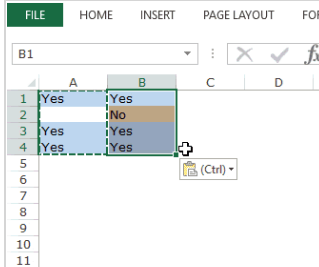 FILE HOME INSERT PAGE LAYOUT FO
B1 fx
A B C D
1 Yes Yes
2 No
3 Yes Yes
4 Yes Yes
5 (Ctrl)
6
7
8
9
10
11